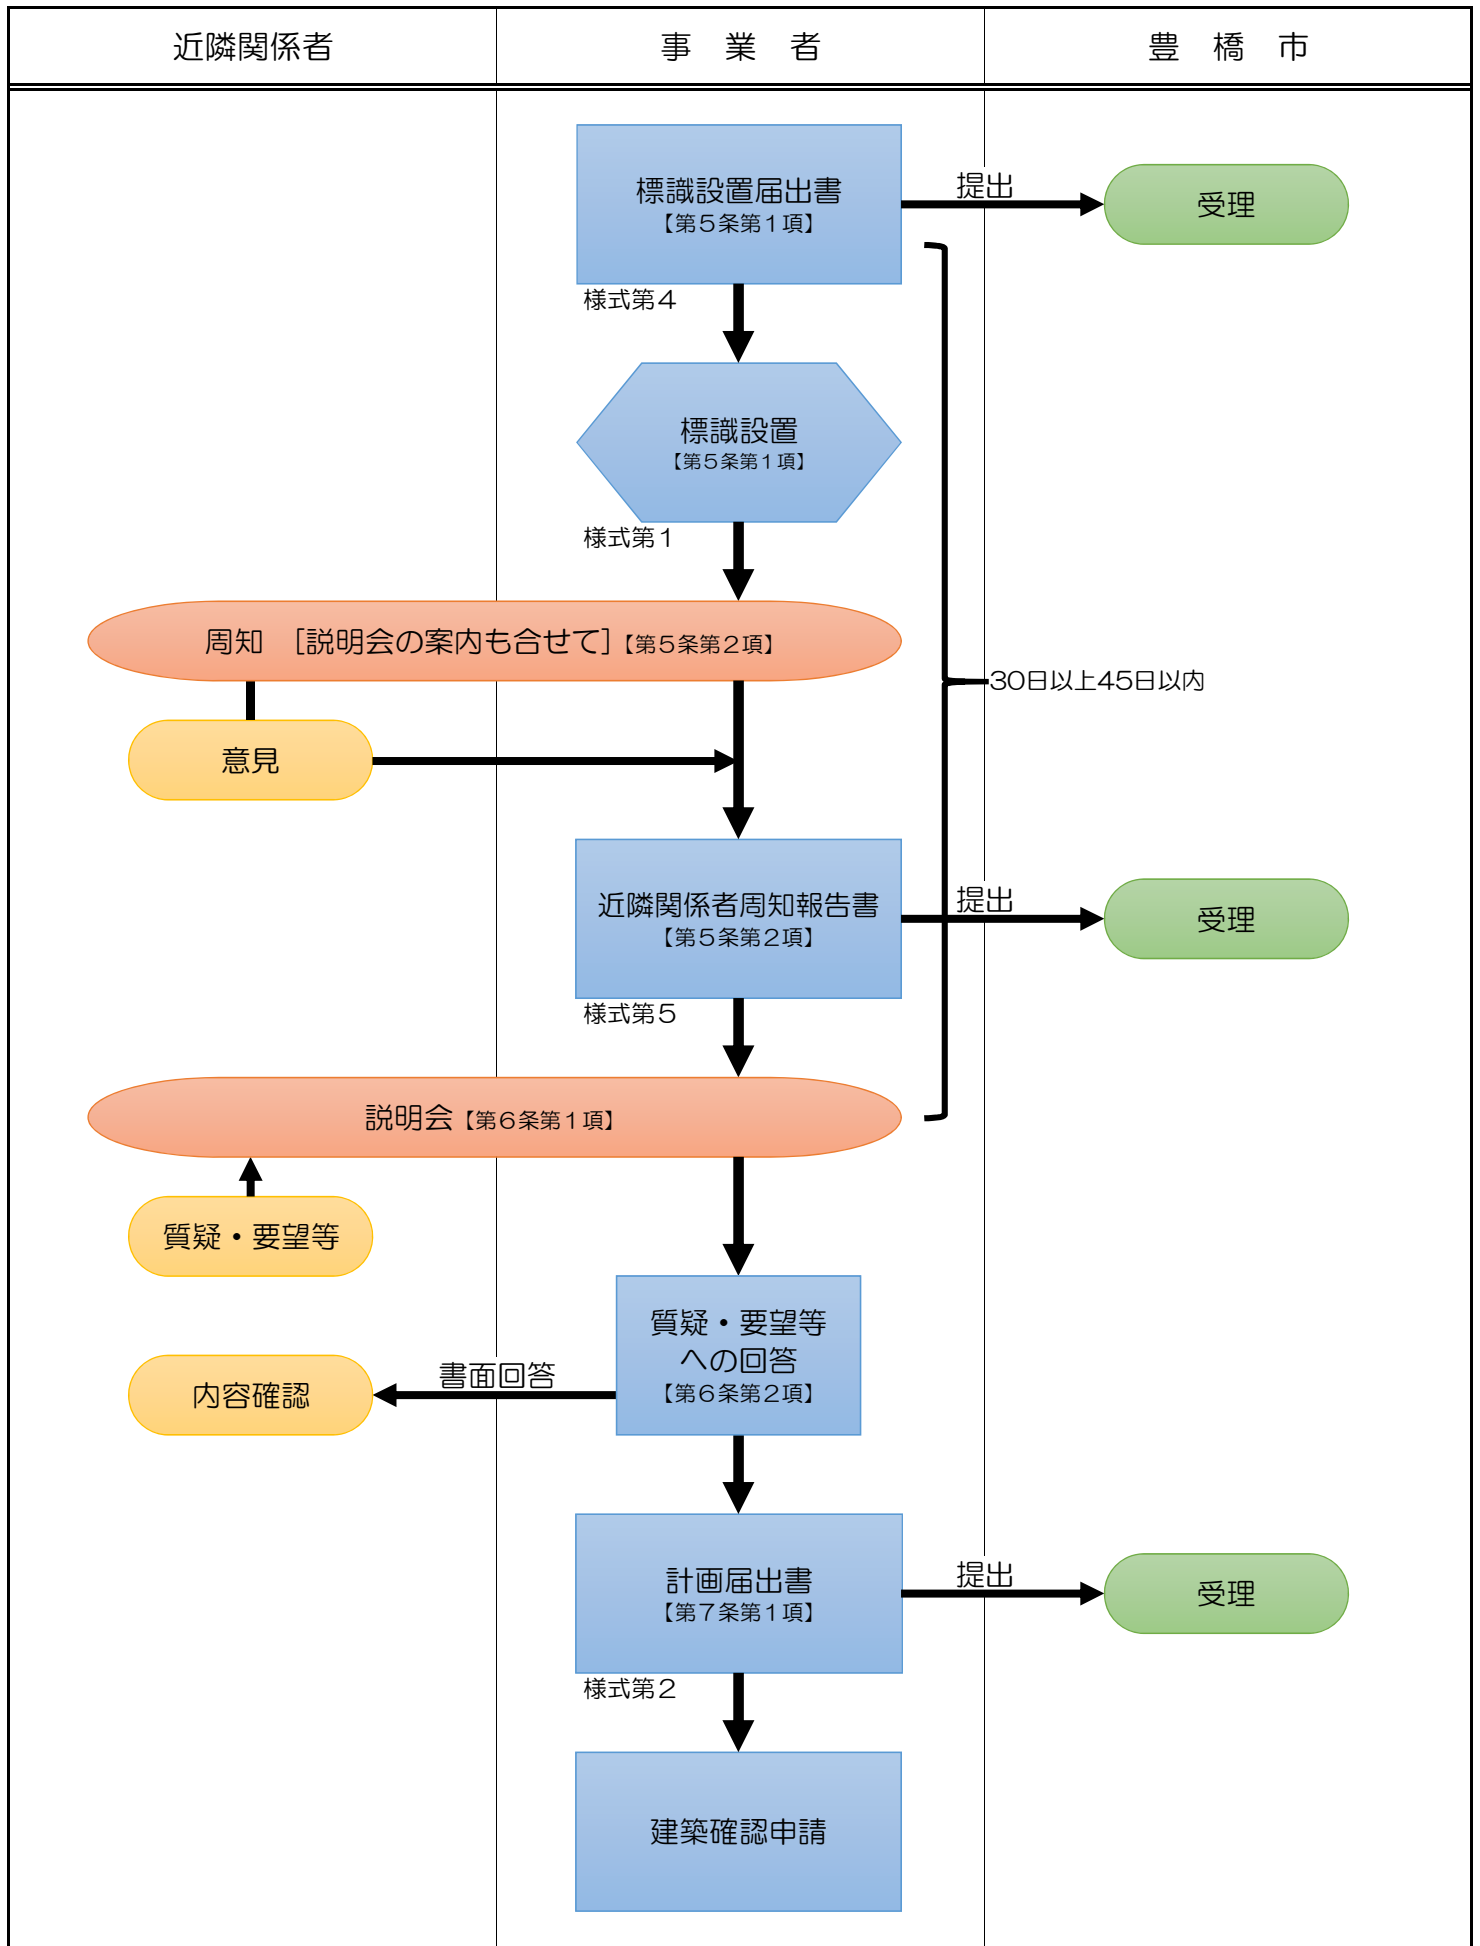 近隣関係者
事　業　者
豊　橋　市
標識設置届出書
【第５条第１項】
提出
受理
様式第４
標識設置
【第５条第１項】
様式第１
周知　［説明会の案内も合せて］【第５条第２項】
30日以上45日以内
意見
近隣関係者周知報告書
【第５条第２項】
提出
受理
様式第５
説明会【第６条第１項】
質疑・要望等
質疑・要望等
への回答
【第６条第２項】
書面回答
内容確認
計画届出書
【第７条第１項】
提出
受理
様式第２
建築確認申請